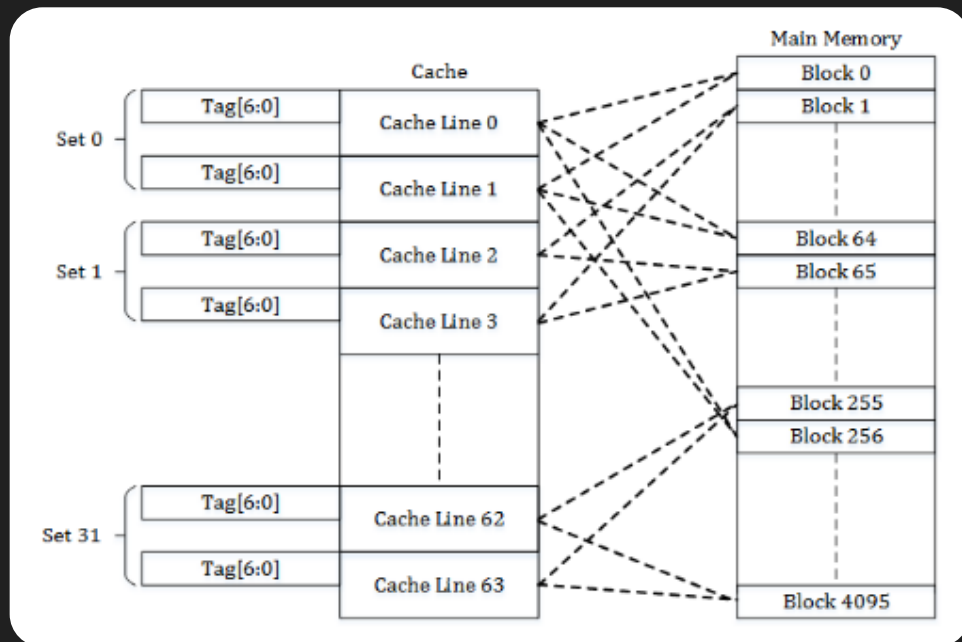 Main Memory
Block 0
Cache
Tag[6:0]
Block 1
Cache Line 0
Set 0
Tag[6:0]
Cache Line 1
Tag[6:0]
Block 64
Cache Line 2
Set 1
Block 65
Tag[6:0]
Cache Line 3
Block 255
Block 256
Tag[6:0]
Cache Line 62
Set 31
Tag[6:0]
Cache Line 63
Block 4095